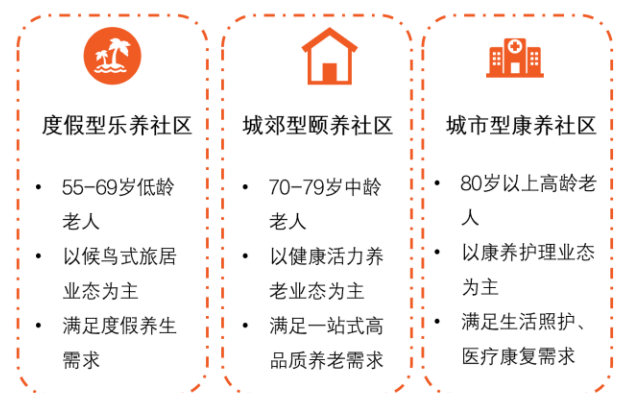 度假型乐养社区
• 55-69岁低龄
老人
• 以候鸟式旅居
业态为主
• 满足度假养生
需求
城郊型颐养社区
• 70-79岁中龄
老人
• 以健康活力养
老业态为主
• 满足一站式高
品质养老需求
城市型康养社区
• 80岁以上高龄老
人
• 以康养护理业态
为主
• 满足生活照护、
医疗康复需求